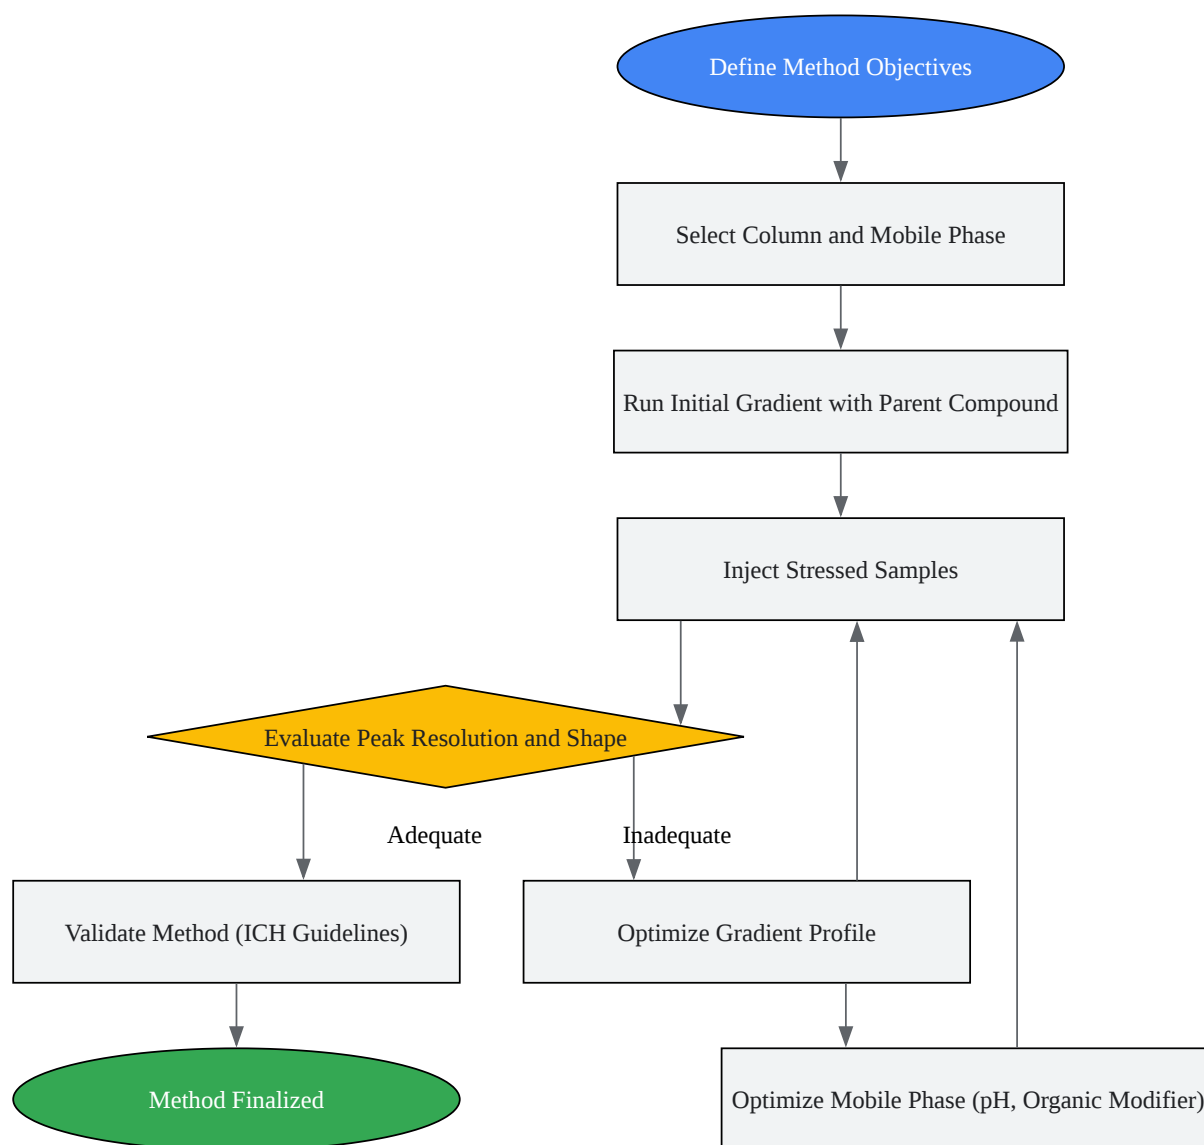 Define Method Objectives
Select Column and Mobile Phase
Run Initial Gradient with Parent Compound
Inject Stressed Samples
Evaluate Peak Resolution and Shape
Adequate
Inadequate
Validate Method (ICH Guidelines)
Optimize Gradient Profile
Method Finalized
Optimize Mobile Phase (pH, Organic Modifier)